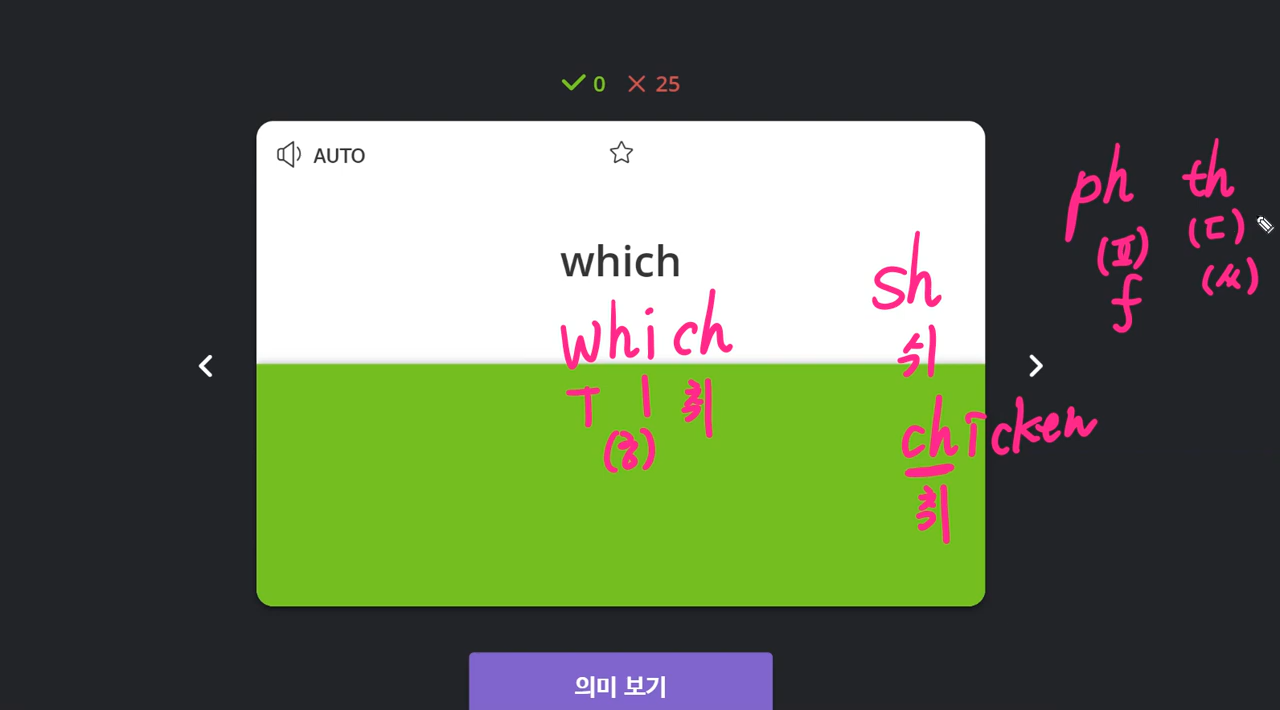 0 25
AUTO
which
which
ㅜ ㅣ 취
sh
쉬
chicken
취
ph th
(ㅍ) (ㄷ)
f (ㅆ)
의미 보기